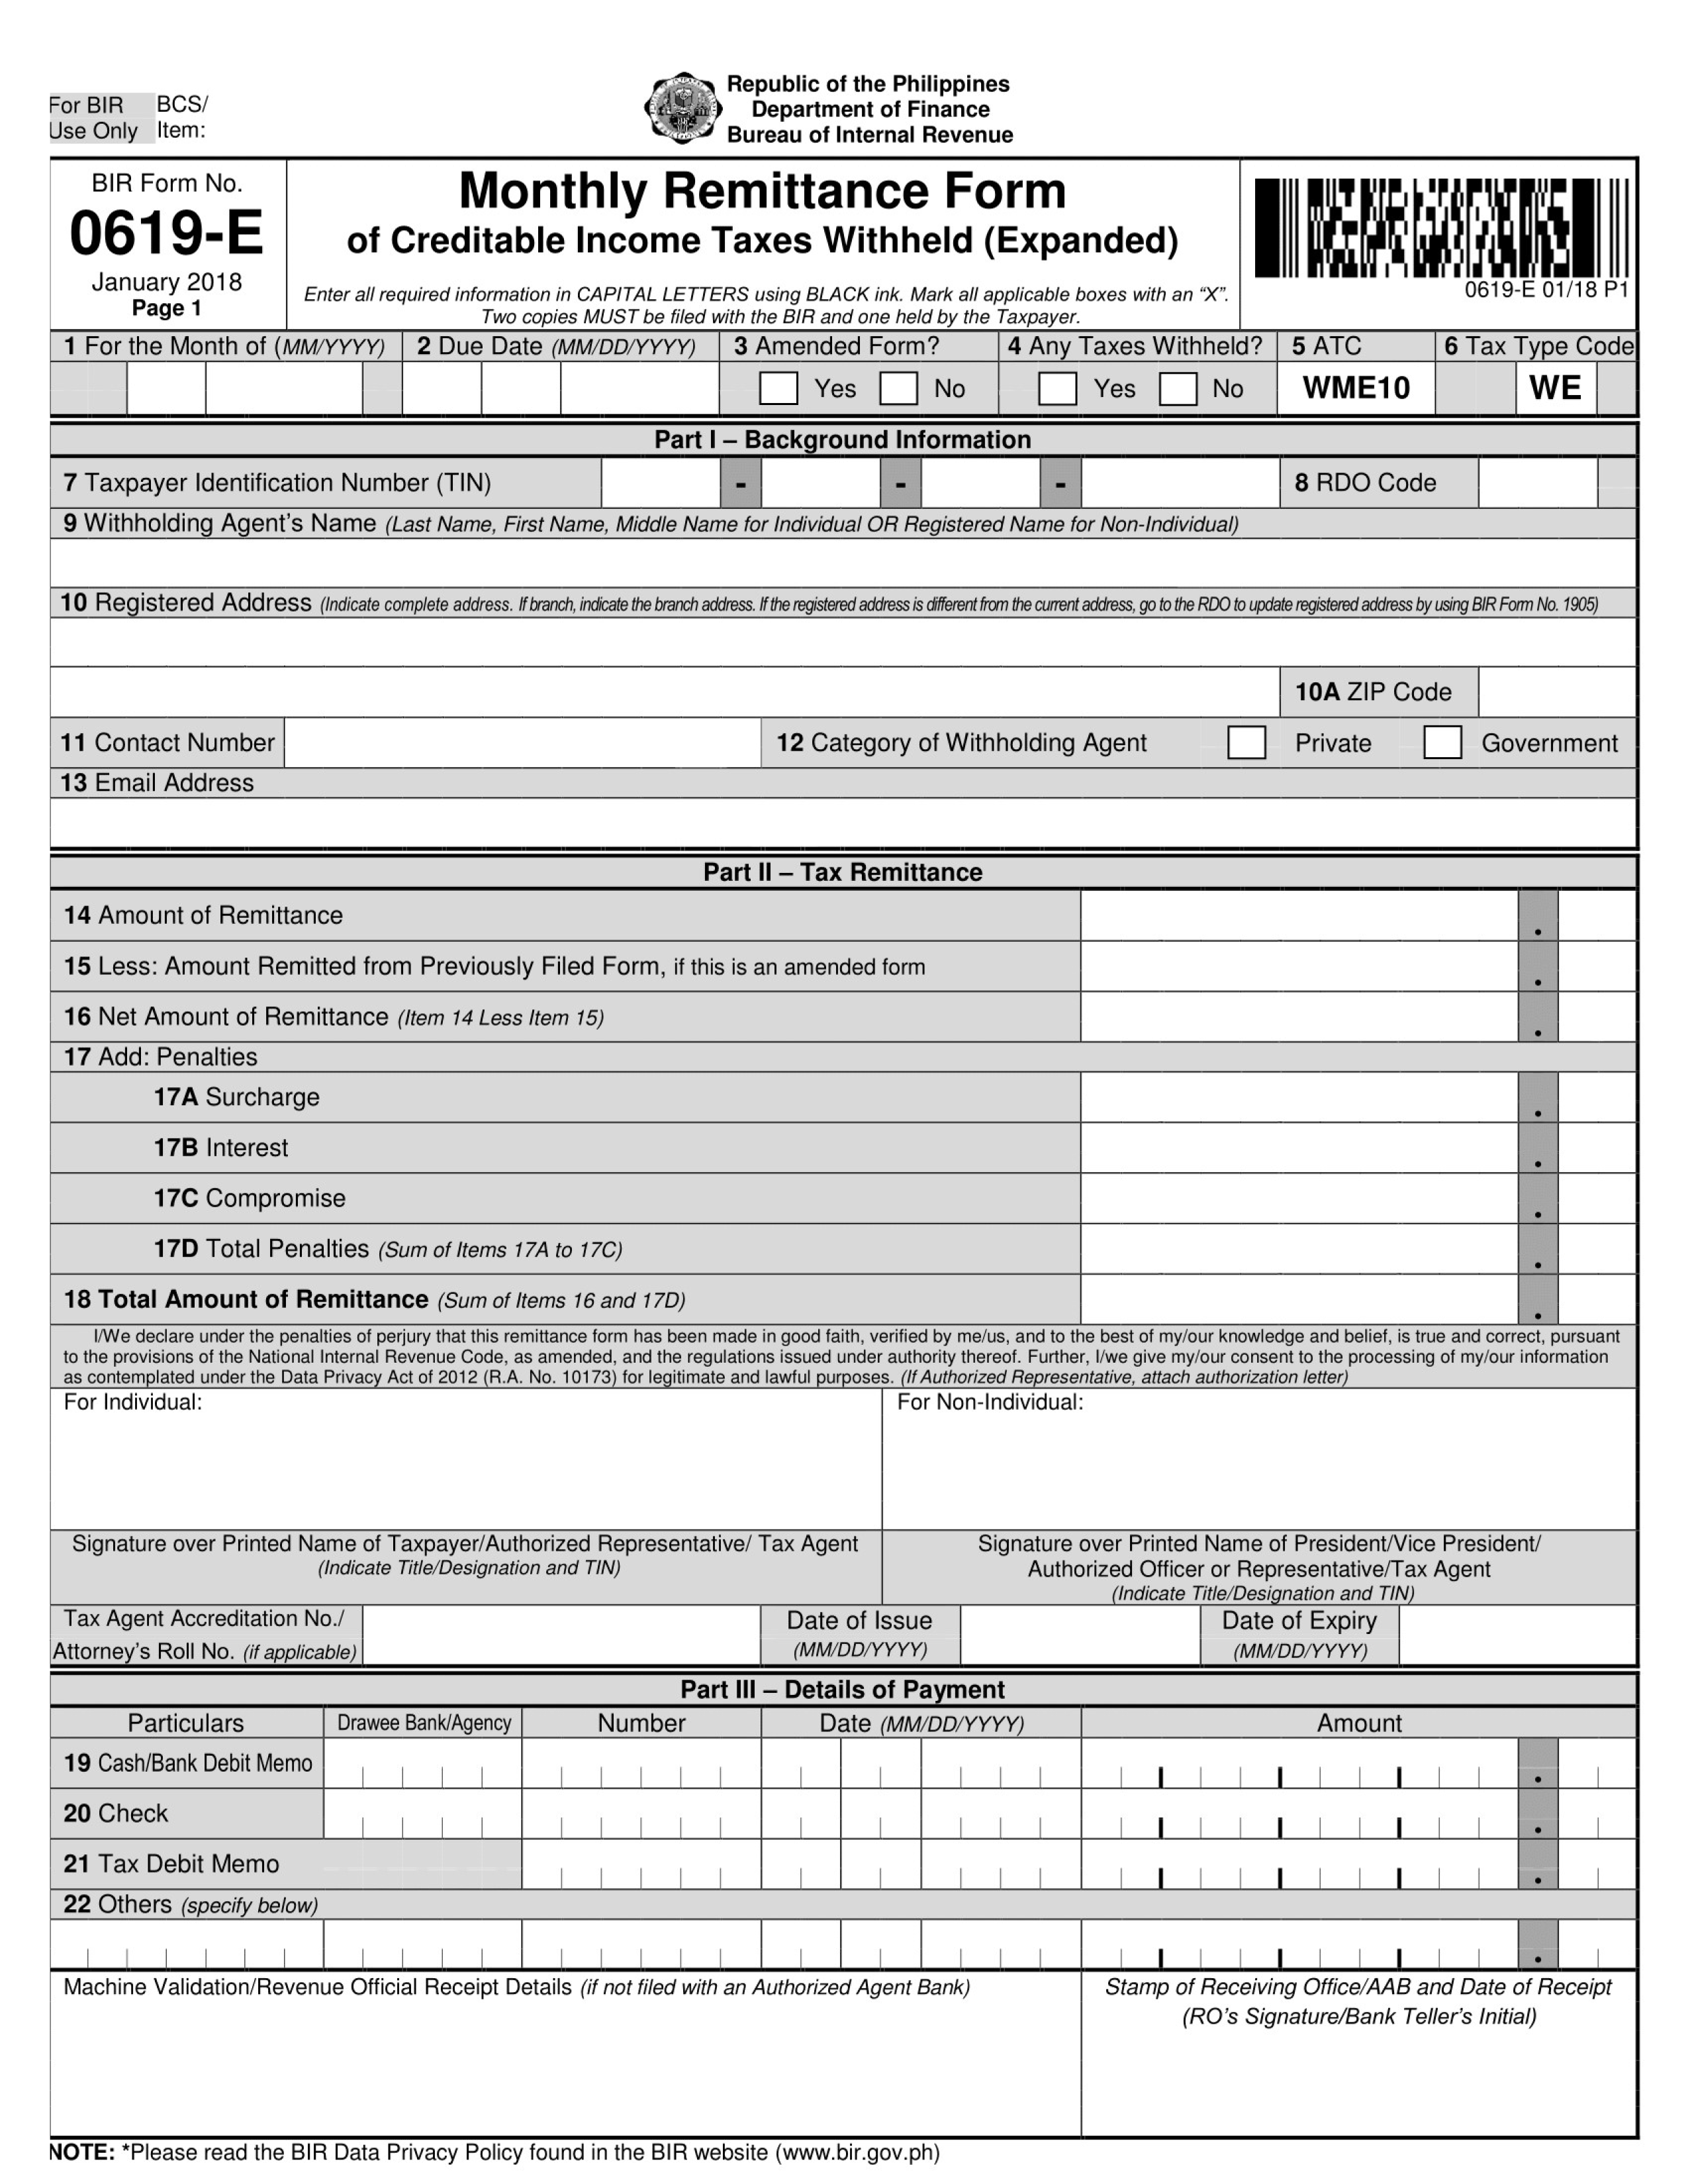 For BIR Use Only BCS/ Item:
Republic of the Philippines
Department of Finance
Bureau of Internal Revenue
BIR Form No.
0619-E
January 2018
Page 1
Monthly Remittance Form
of Creditable Income Taxes Withheld (Expanded)
Enter all required information in CAPITAL LETTERS using BLACK ink. Mark all applicable boxes with an “X”.
Two copies MUST be filed with the BIR and one held by the Taxpayer.
0619-E 01/18 P1
1 For the Month of (MM/YYYY) 2 Due Date (MM/DD/YYYY) 3 Amended Form? 4 Any Taxes Withheld? 5 ATC 6 Tax Type Code
Yes No Yes No WME10 WE
Part I – Background Information
7 Taxpayer Identification Number (TIN) - - - 8 RDO Code
9 Withholding Agent’s Name (Last Name, First Name, Middle Name for Individual OR Registered Name for Non-Individual)
10 Registered Address (Indicate complete address. If branch, indicate the branch address. If the registered address is different from the current address, go to the RDO to update registered address by using BIR Form No. 1905)
10A ZIP Code
11 Contact Number 12 Category of Withholding Agent Private Government
13 Email Address
Part II – Tax Remittance
14 Amount of Remittance .
15 Less: Amount Remitted from Previously Filed Form, if this is an amended form .
16 Net Amount of Remittance (Item 14 Less Item 15) .
17 Add: Penalties
17A Surcharge .
17B Interest .
17C Compromise .
17D Total Penalties (Sum of Items 17A to 17C) .
18 Total Amount of Remittance (Sum of Items 16 and 17D) .
I/We declare under the penalties of perjury that this remittance form has been made in good faith, verified by me/us, and to the best of my/our knowledge and belief, is true and correct, pursuant
to the provisions of the National Internal Revenue Code, as amended, and the regulations issued under authority thereof. Further, I/we give my/our consent to the processing of my/our information
as contemplated under the Data Privacy Act of 2012 (R.A. No. 10173) for legitimate and lawful purposes. (If Authorized Representative, attach authorization letter)
For Individual: For Non-Individual:
Signature over Printed Name of Taxpayer/Authorized Representative/ Tax Agent
(Indicate Title/Designation and TIN)
Signature over Printed Name of President/Vice President/
Authorized Officer or Representative/Tax Agent
(Indicate Title/Designation and TIN)
Tax Agent Accreditation No./
Attorney’s Roll No. (if applicable)
Date of Issue
(MM/DD/YYYY)
Date of Expiry
(MM/DD/YYYY)
Part III – Details of Payment
Particulars Drawee Bank/Agency Number Date (MM/DD/YYYY) Amount
19 Cash/Bank Debit Memo .
20 Check .
21 Tax Debit Memo .
22 Others (specify below)
.
Machine Validation/Revenue Official Receipt Details (if not filed with an Authorized Agent Bank)
Stamp of Receiving Office/AAB and Date of Receipt
(RO’s Signature/Bank Teller’s Initial)
NOTE: *Please read the BIR Data Privacy Policy found in the BIR website (www.bir.gov.ph)